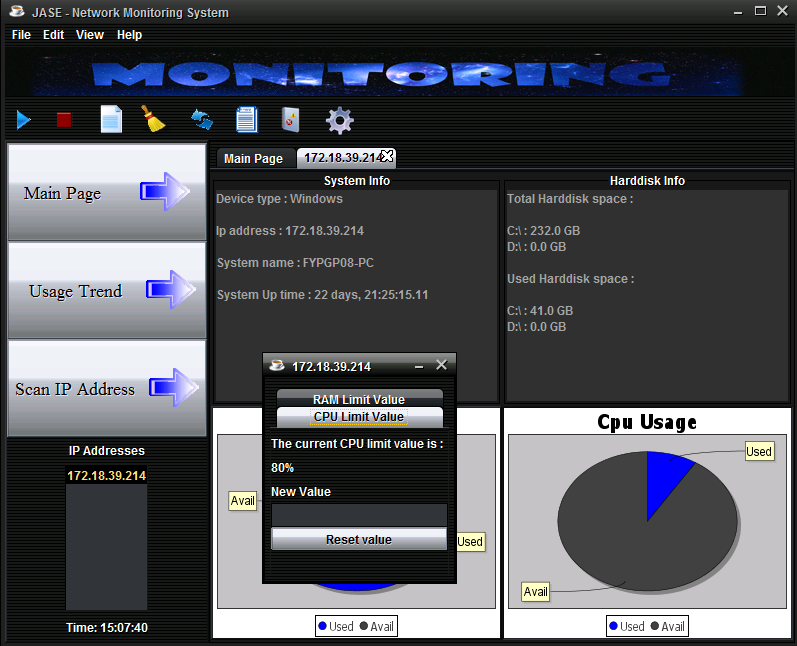 JASE - Network Monitoring System
File Edit View Help
MONITORING
Main Page
172.18.39.214
Main Page
Usage Trend
Scan IP Address
IP Addresses
172.18.39.214
Time: 15:07:40
System Info
Device type : Windows
Ip address : 172.18.39.214
System name : FYPGP08-PC
System Up time : 22 days, 21:25:15.11
Harddisk Info
Total Harddisk space :
C:\ : 232.0 GB
D:\ : 0.0 GB
Used Harddisk space :
C:\ : 41.0 GB
D:\ : 0.0 GB
172.18.39.214
RAM Limit Value
CPU Limit Value
The current CPU limit value is :
80%
New Value
Reset value
Avail
Used
Used Avail
Cpu Usage
Used
Avail
Used Avail